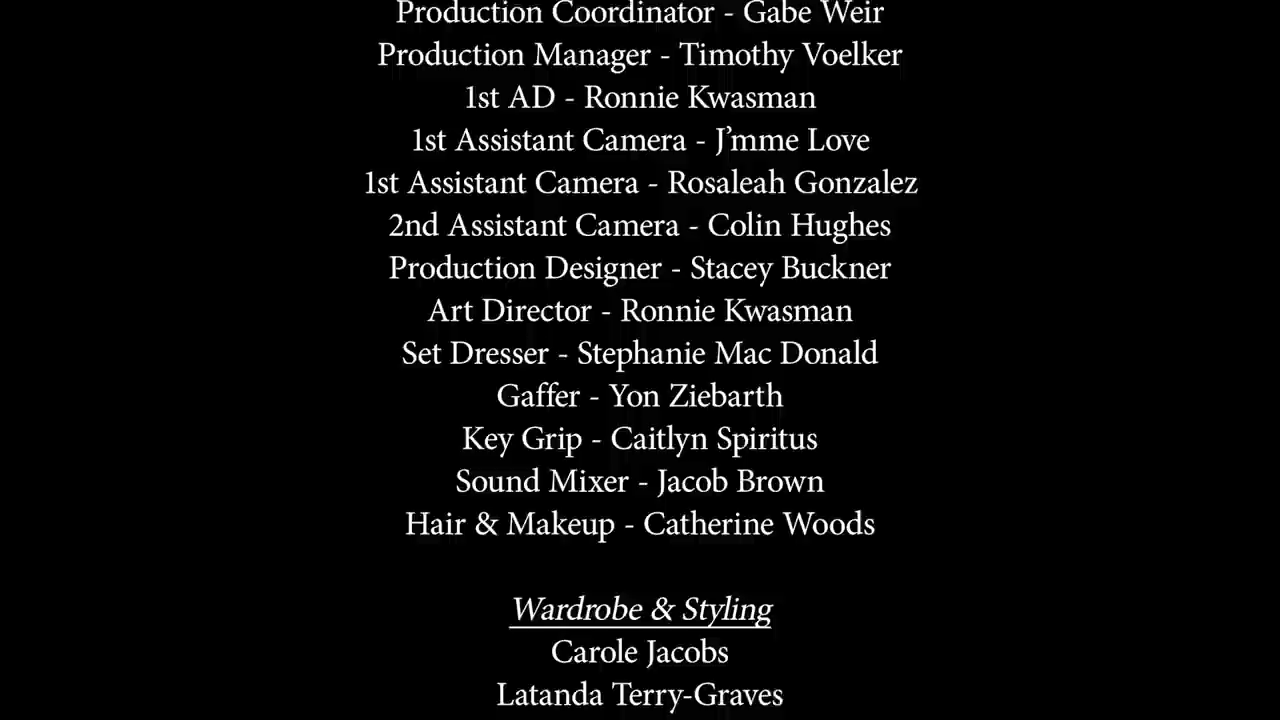 Production Coordinator - Gabe Weir
Production Manager - Timothy Voelker
1st AD - Ronnie Kwasman
1st Assistant Camera - J’mme Love
1st Assistant Camera - Rosaleah Gonzalez
2nd Assistant Camera - Colin Hughes
Production Designer - Stacey Buckner
Art Director - Ronnie Kwasman
Set Dresser - Stephanie Mac Donald
Gaffer - Yon Ziebarth
Key Grip - Caitlyn Spiritus
Sound Mixer - Jacob Brown
Hair & Makeup - Catherine Woods
Wardrobe & Styling
Carole Jacobs
Latanda Terry-Graves